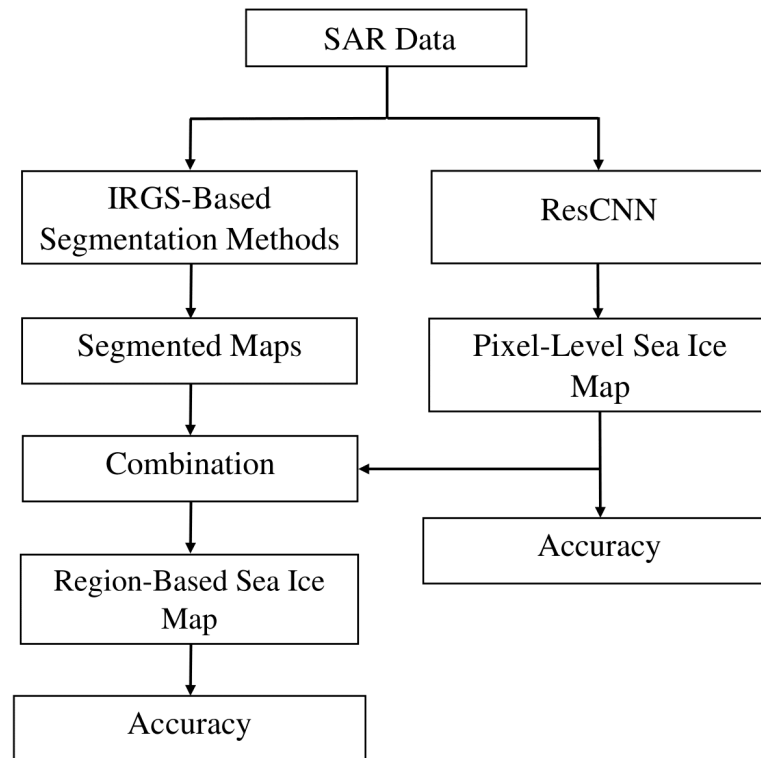 SAR Data
IRGS-Based
Segmentation Methods
ResCNN
Segmented Maps
Pixel-Level Sea Ice
Map
Combination
Accuracy
Region-Based Sea Ice
Map
Accuracy